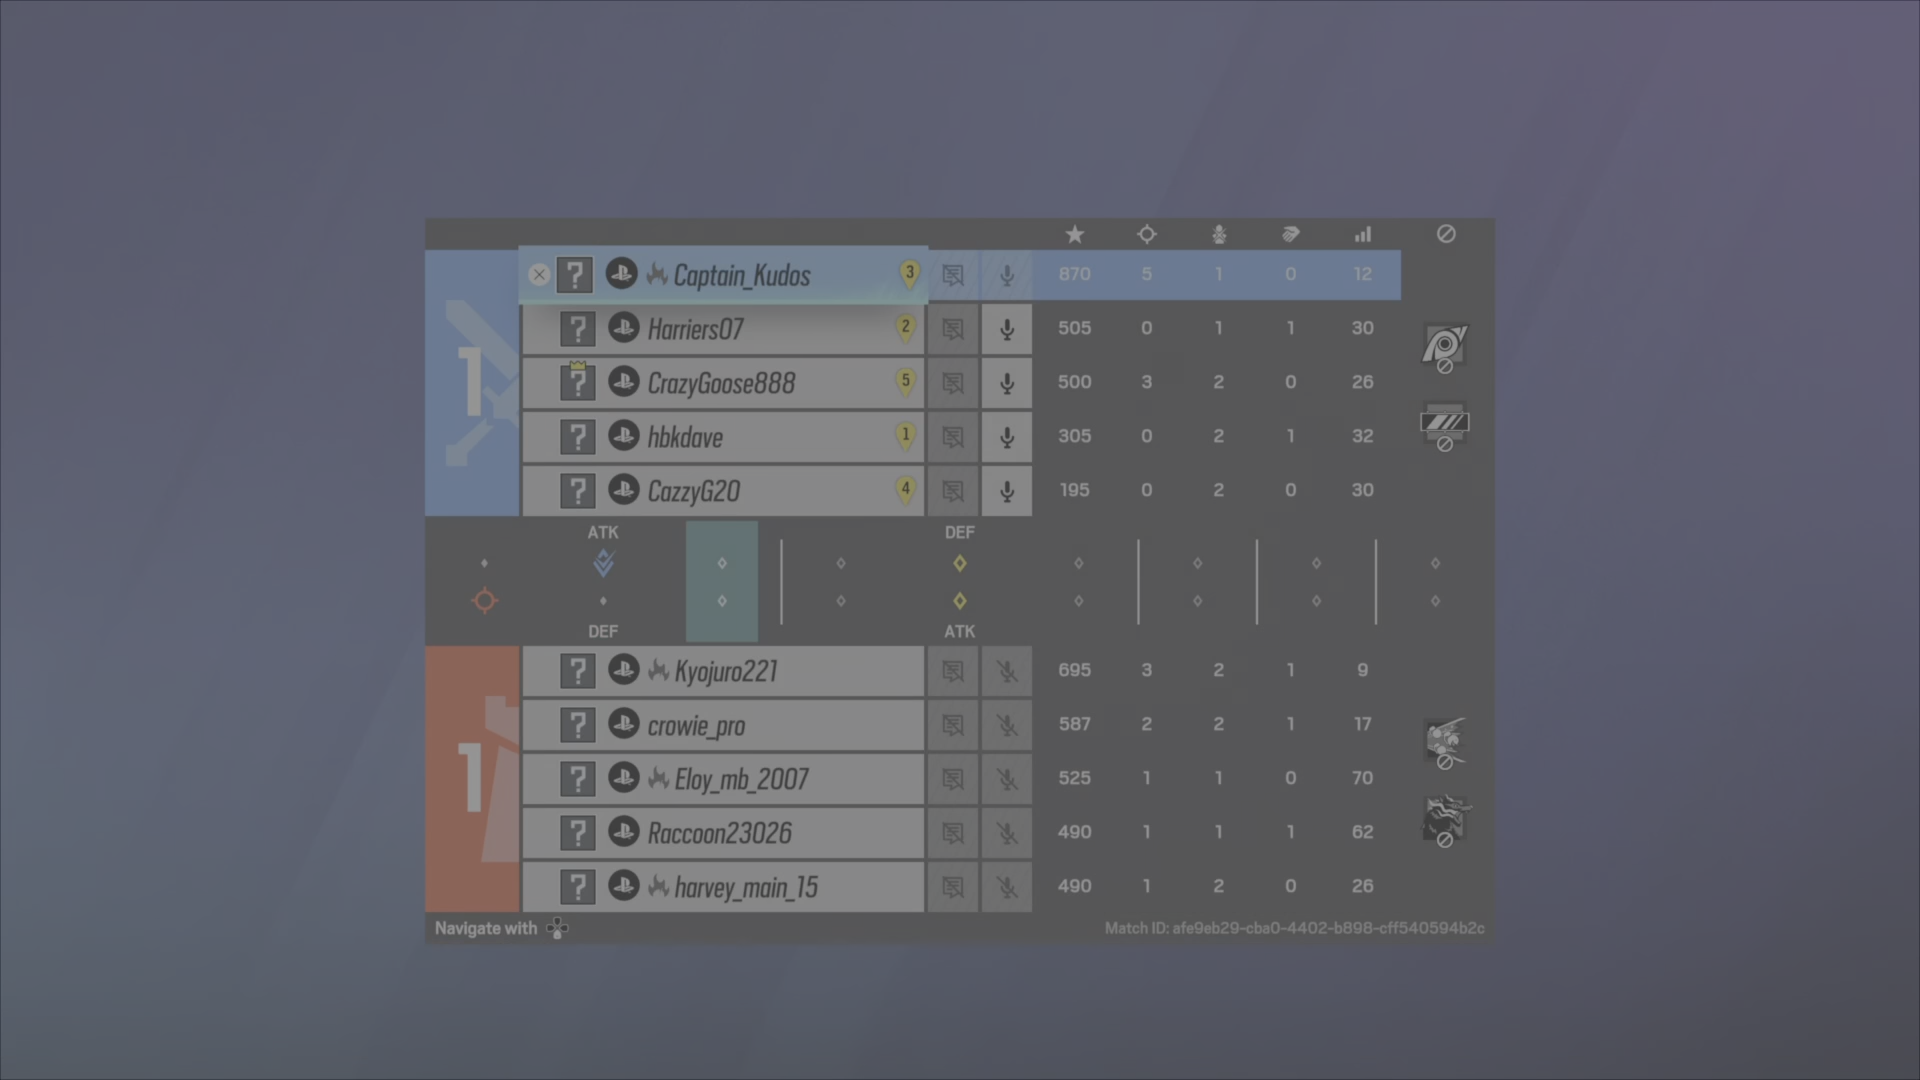 1
? Captain_Kudos 3 870 5 1 0 12
? Harriers07 2 505 0 1 1 30
? CrazyGoose888 5 500 3 2 0 26
? hbkdave 1 305 0 2 1 32
? CazzyG20 4 195 0 2 0 30
ATK DEF
DEF ATK
1
? Kyojuro221 695 3 2 1 9
? crowie_pro 587 2 2 1 17
? Eloy_mb_2007 525 1 1 0 70
? Raccoon23026 490 1 1 1 62
? harvey_main_15 490 1 2 0 26
Navigate with Match ID: afe9eb29-cba0-4402-b898-cff540594b2c